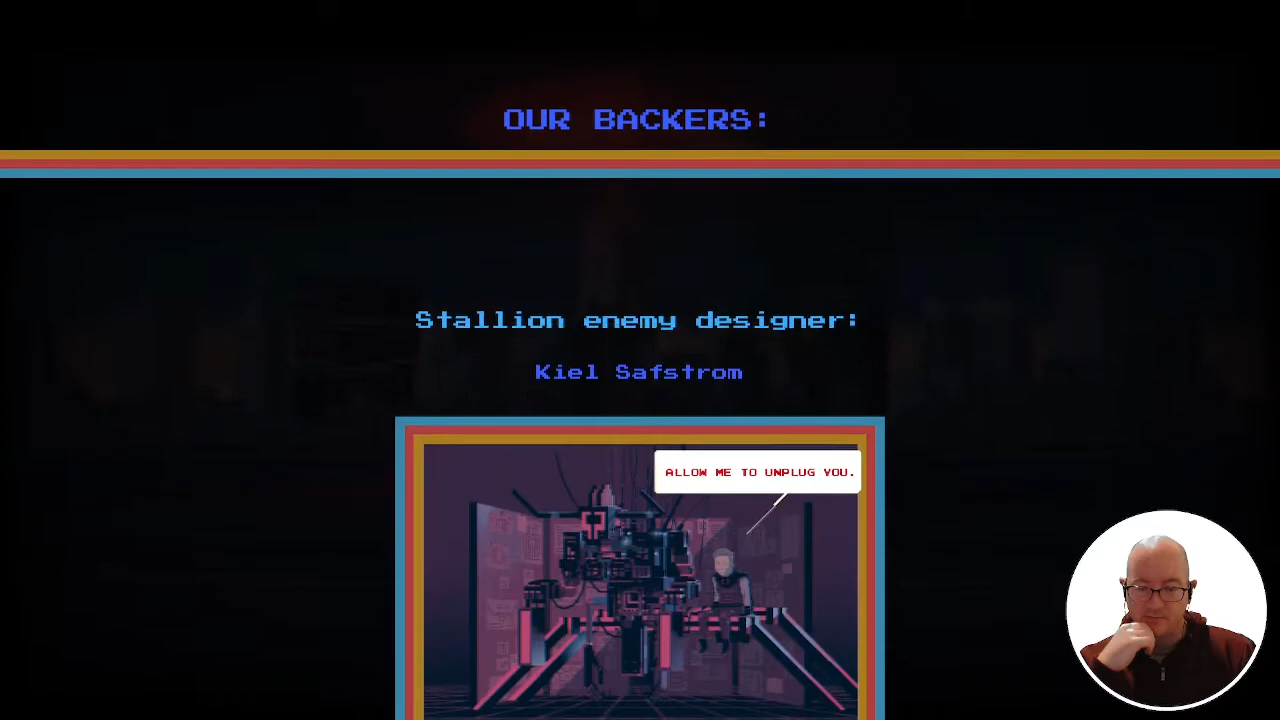 OUR BACKERS:
Stallion enemy designer:
Kiel Safstrom
ALLOW ME TO UNPLUG YOU.